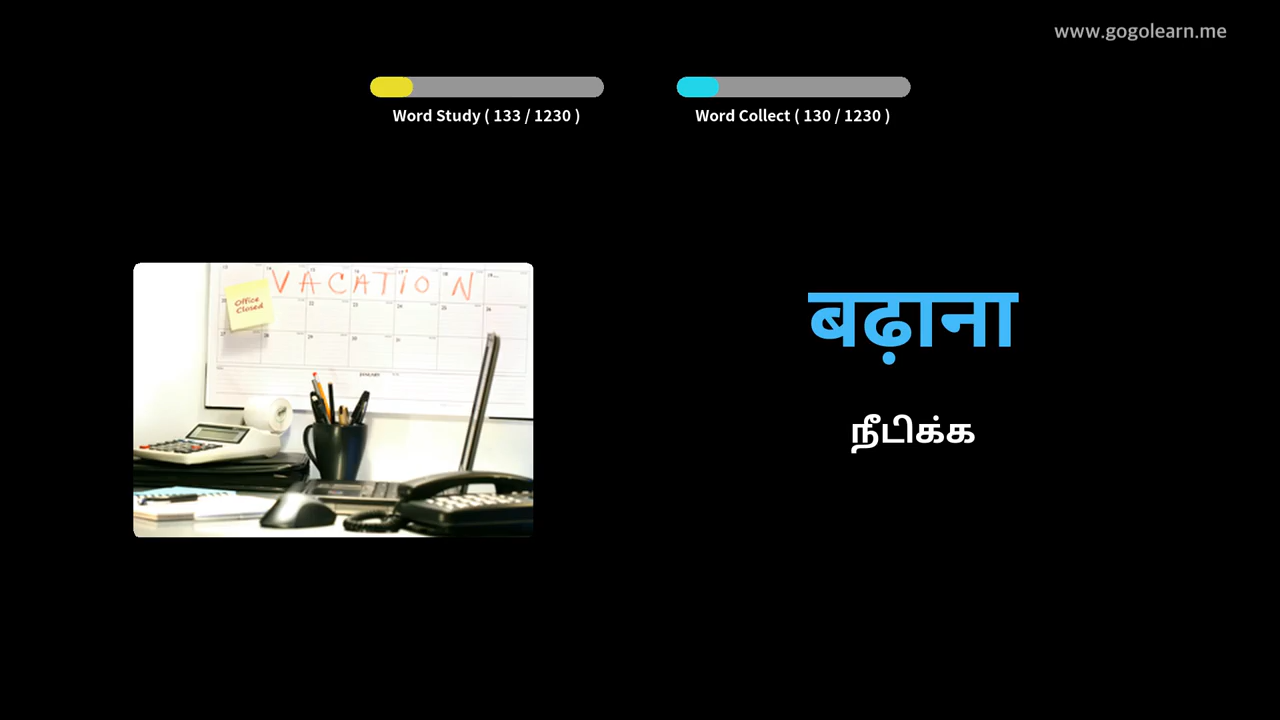 www.gogolearn.me
Word Study ( 133 / 1230 )
Word Collect ( 130 / 1230 )
VACATION
Office
Closed
बढ़ाना
நீடிக்க